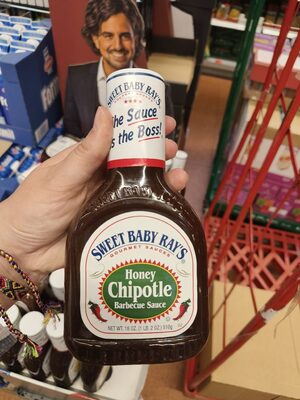 SWEET BABY RAY'S
The Sauce
is the Boss!
SWEET BABY RAY'S
GOURMET SAUCES
Honey
Chipotle
Barbecue Sauce
NET WT. 18 OZ. (1 LB. 2 OZ.) 510g